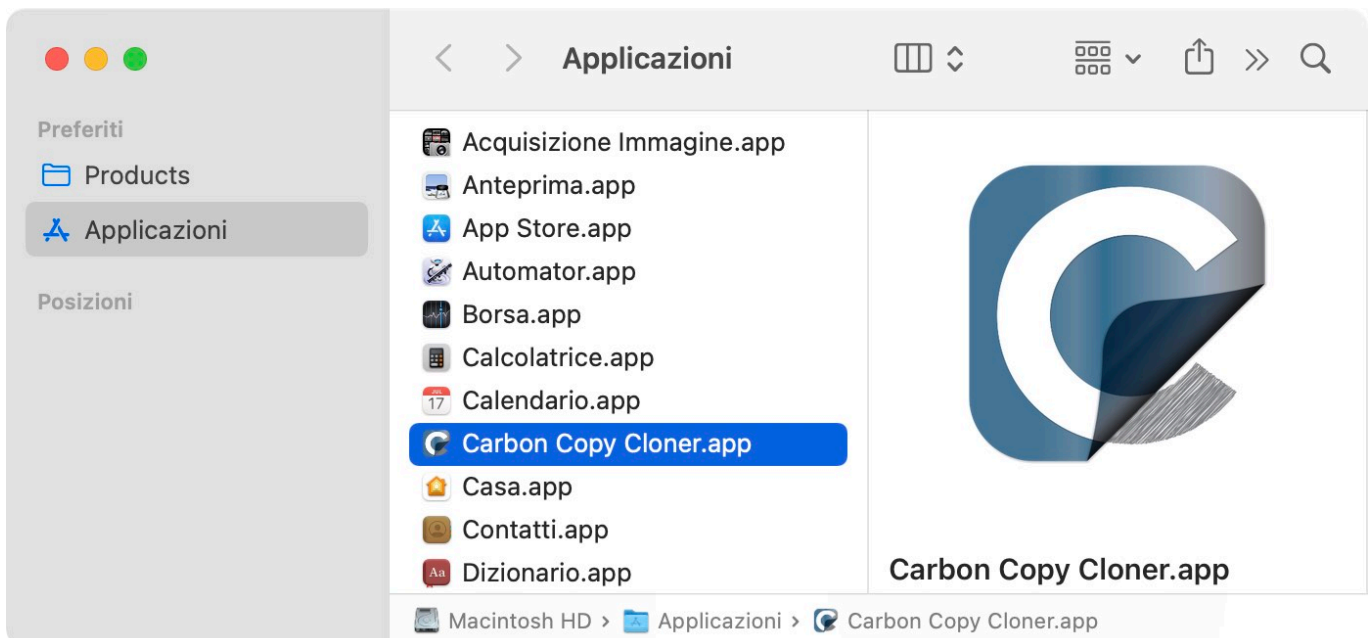 Applicazioni
Preferiti
Products
Applicazioni
Posizioni
Acquisizione Immagine.app
Anteprima.app
App Store.app
Automator.app
Borsa.app
Calcolatrice.app
17
Calendario.app
Carbon Copy Cloner.app
Casa.app
Contatti.app
Aa
Dizionario.app
Carbon Copy Cloner.app
Macintosh HD › Applicazioni › Carbon Copy Cloner.app